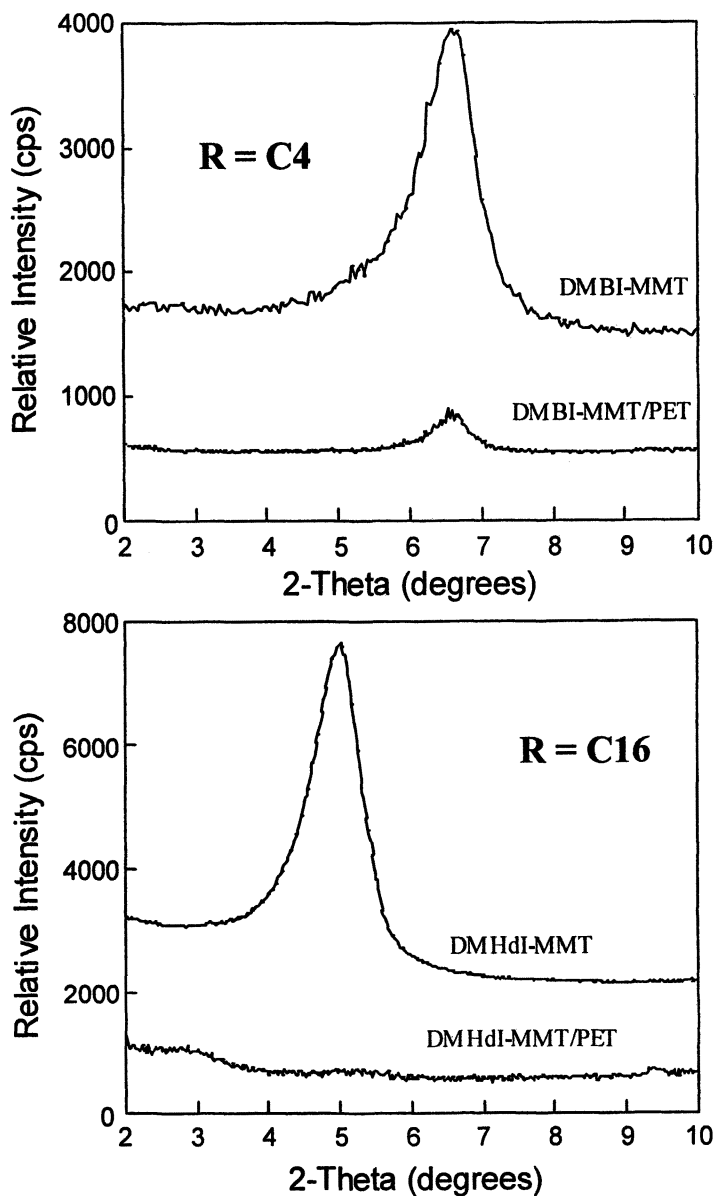 4000
3000
2000
1000
0
Relative Intensity (cps)
R = C4
DMBI-MMT
DMBI-MMT/PET
2 3 4 5 6 7 8 9 10
2-Theta (degrees)
8000
6000
4000
2000
0
Relative Intensity (cps)
R = C16
DMHdI-MMT
DMHdI-MMT/PET
2 3 4 5 6 7 8 9 10
2-Theta (degrees)